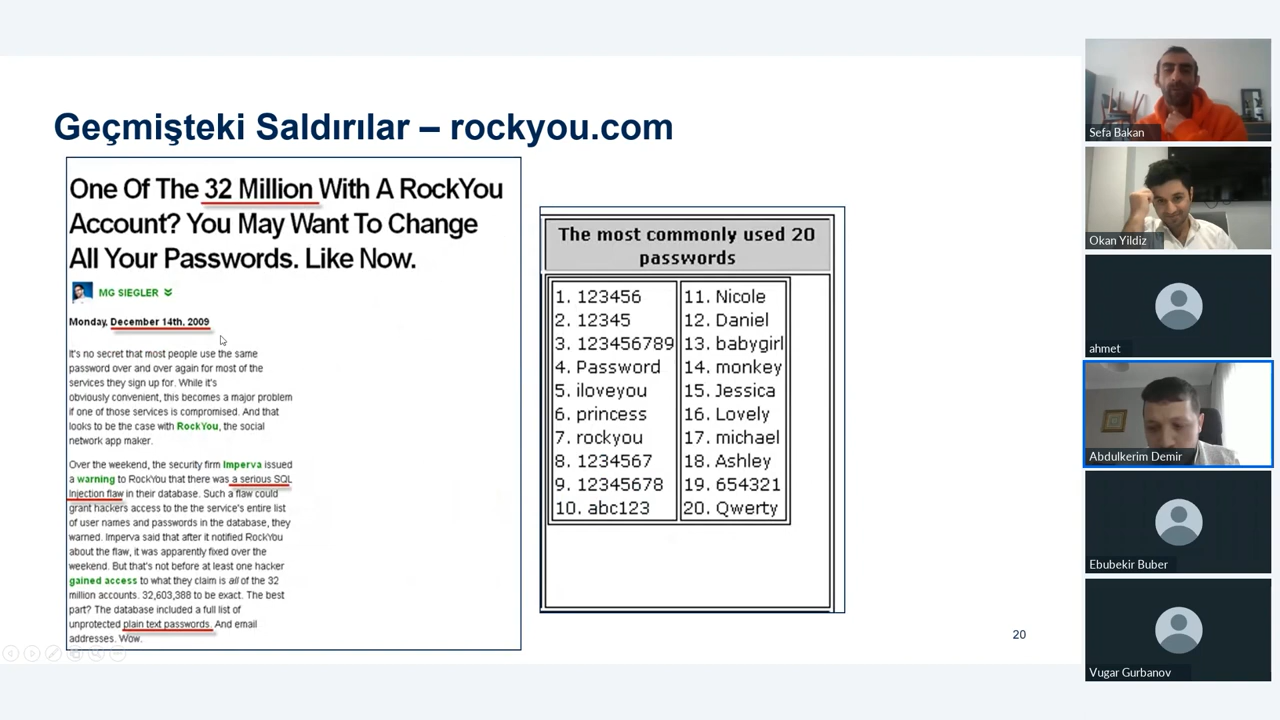 Geçmişteki Saldırılar – rockyou.com
One Of The 32 Million With A RockYou
Account? You May Want To Change
All Your Passwords. Like Now.
MG SIEGLER
Monday, December 14th, 2009
It's no secret that most people use the same
password over and over again for most of the
services they sign up for. While it's
obviously convenient, this becomes a major problem
if one of those services is compromised. And that
looks to be the case with RockYou, the social
network app maker.
Over the weekend, the security firm Imperva issued
a warning to RockYou that there was a serious SQL
Injection flaw in their database. Such a flaw could
grant hackers access to the the service's entire list
of user names and passwords in the database, they
warned. Imperva said that after it notified RockYou
about the flaw, it was apparently fixed over the
weekend. But that's not before at least one hacker
gained access to what they claim is all of the 32
million accounts. 32,603,388 to be exact. The best
part? The database included a full list of
unprotected plain text passwords. And email
addresses. Wow.
The most commonly used 20
passwords
1. 123456
2. 12345
3. 123456789
4. Password
5. iloveyou
6. princess
7. rockyou
8. 1234567
9. 12345678
10. abc123
11. Nicole
12. Daniel
13. babygirl
14. monkey
15. Jessica
16. Lovely
17. michael
18. Ashley
19. 654321
20. Qwerty
20
Sefa Bakan
Okan Yildiz
ahmet
Abdulkerim Demir
Ebubekir Buber
Vugar Gurbanov